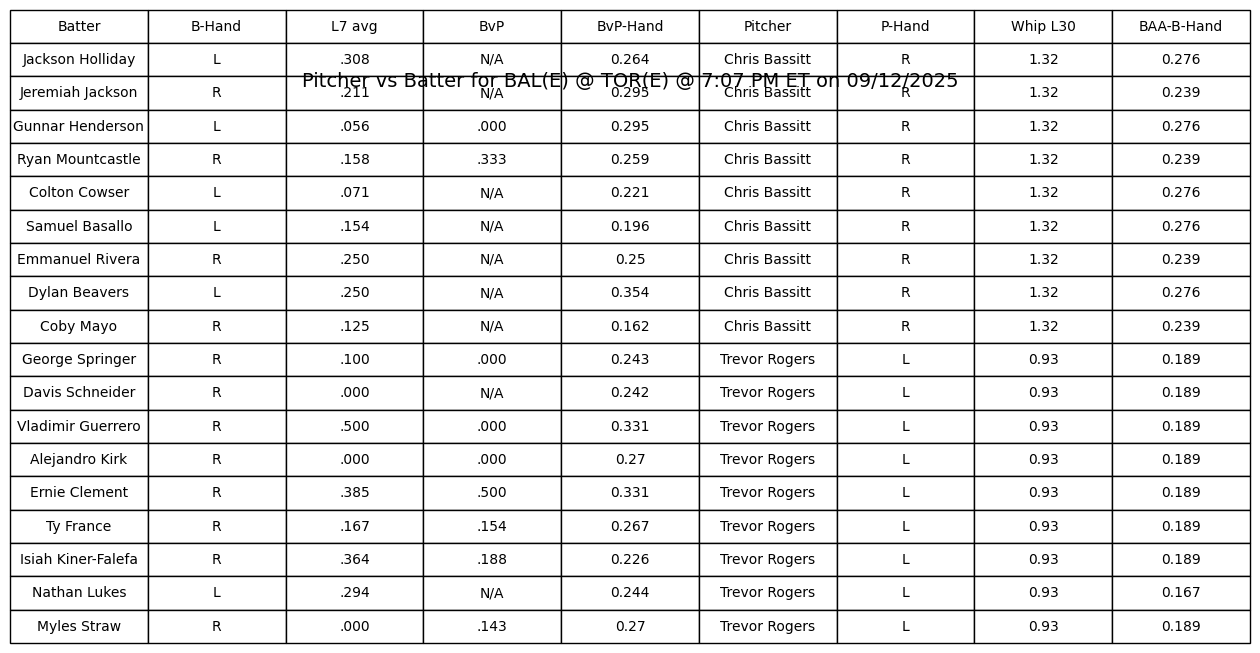 Batter B-Hand L7 avg BvP BvP-Hand Pitcher P-Hand Whip L30 BAA-B-Hand
Jackson Holliday L .308 N/A 0.264 Chris Bassitt R 1.32 0.276
Pitcher vs Batter for BAL(E) @ TOR(E) @ 7:07 PM ET on 09/12/2025
Jeremiah Jackson R .211 N/A 0.295 Chris Bassitt R 1.32 0.239
Gunnar Henderson L .056 .000 0.295 Chris Bassitt R 1.32 0.276
Ryan Mountcastle R .158 .333 0.259 Chris Bassitt R 1.32 0.239
Colton Cowser L .071 N/A 0.221 Chris Bassitt R 1.32 0.276
Samuel Basallo L .154 N/A 0.196 Chris Bassitt R 1.32 0.276
Emmanuel Rivera R .250 N/A 0.25 Chris Bassitt R 1.32 0.239
Dylan Beavers L .250 N/A 0.354 Chris Bassitt R 1.32 0.276
Coby Mayo R .125 N/A 0.162 Chris Bassitt R 1.32 0.239
George Springer R .100 .000 0.243 Trevor Rogers L 0.93 0.189
Davis Schneider R .000 N/A 0.242 Trevor Rogers L 0.93 0.189
Vladimir Guerrero R .500 .000 0.331 Trevor Rogers L 0.93 0.189
Alejandro Kirk R .000 .000 0.27 Trevor Rogers L 0.93 0.189
Ernie Clement R .385 .500 0.331 Trevor Rogers L 0.93 0.189
Ty France R .167 .154 0.267 Trevor Rogers L 0.93 0.189
Isiah Kiner-Falefa R .364 .188 0.226 Trevor Rogers L 0.93 0.189
Nathan Lukes L .294 N/A 0.244 Trevor Rogers L 0.93 0.167
Myles Straw R .000 .143 0.27 Trevor Rogers L 0.93 0.189